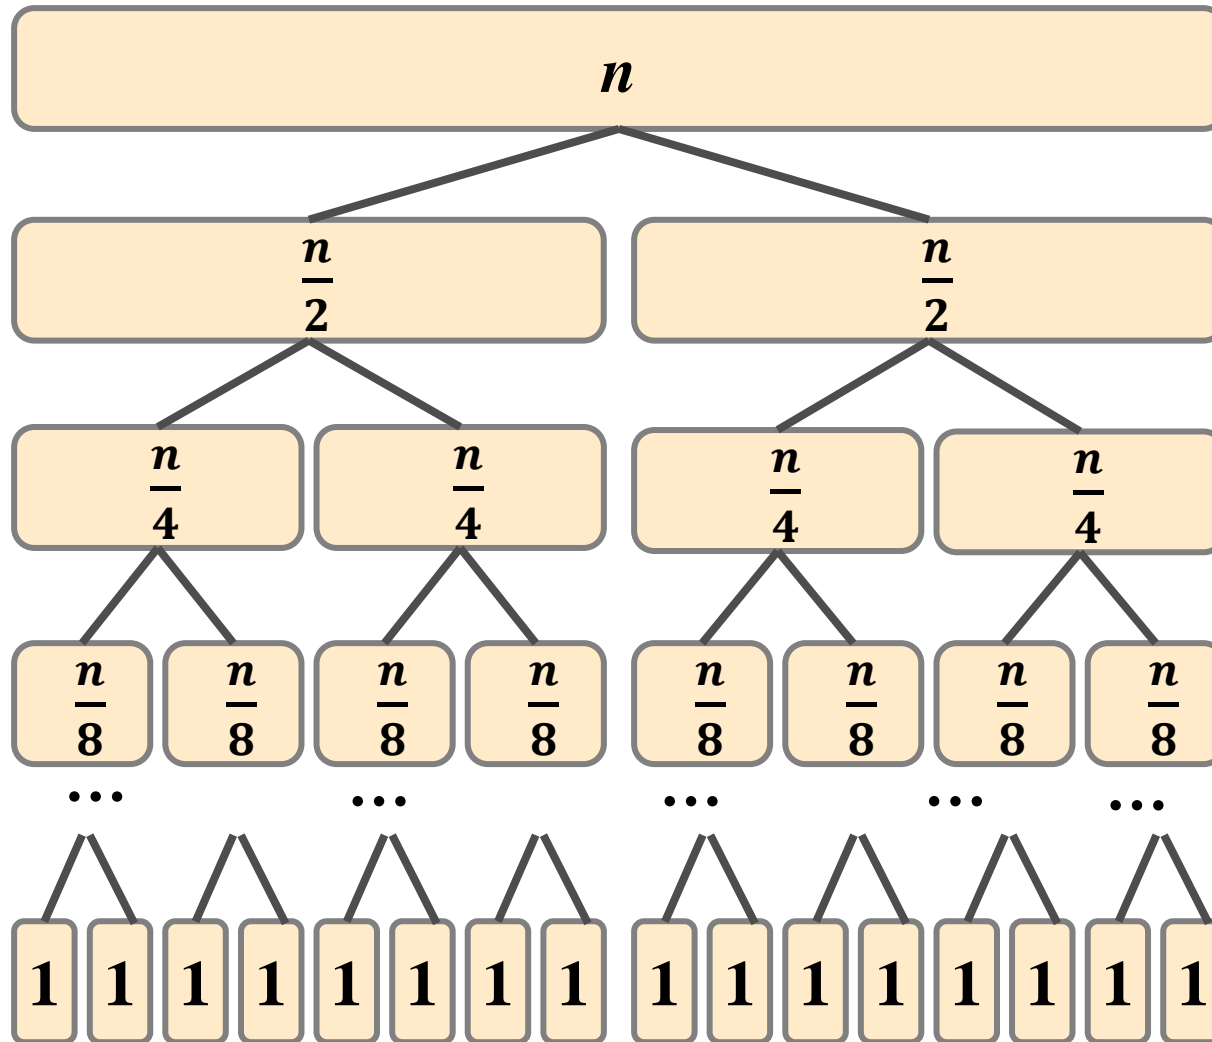 n
n n
2 2
n n n n
4 4 4 4
n n n n n n n n
8 8 8 8 8 8 8 8
... ... ... ... ...
1 1 1 1 1 1 1 1 1 1 1 1 1 1 1 1